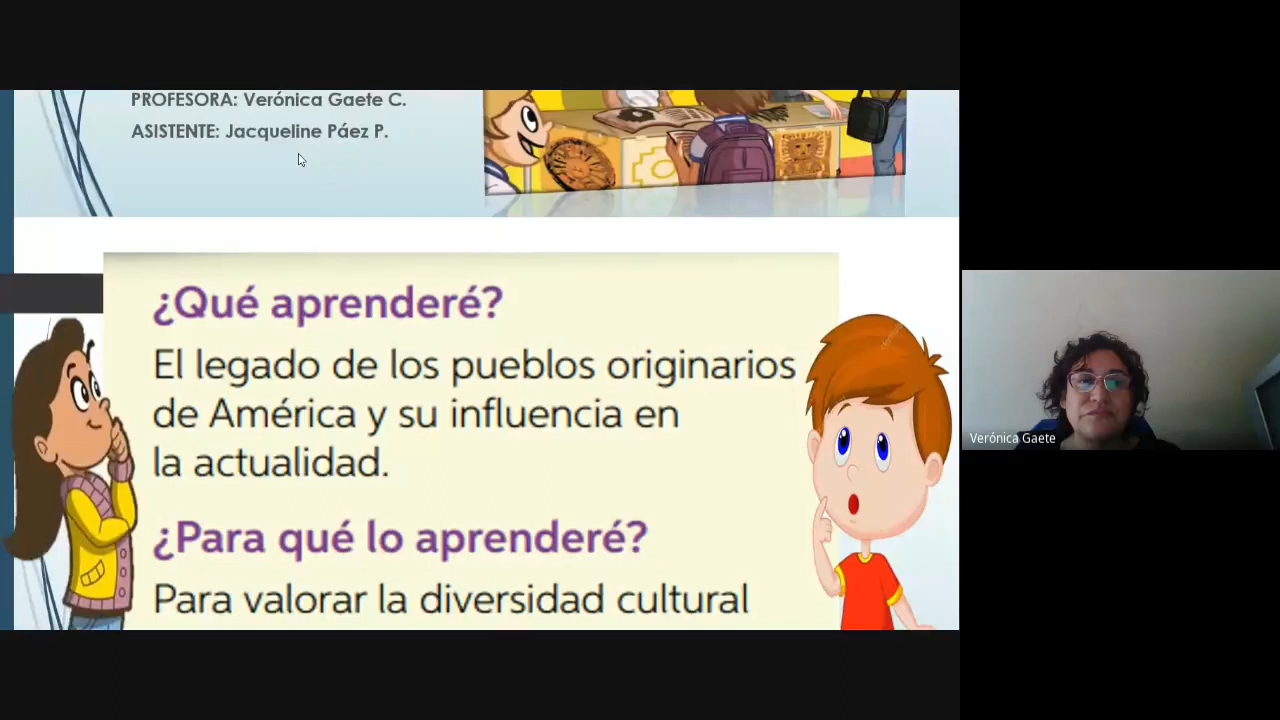 PROFESORA: Verónica Gaete C.
ASISTENTE: Jacqueline Páez P.
¿Qué aprenderé?
El legado de los pueblos originarios
de América y su influencia en
la actualidad.
¿Para qué lo aprenderé?
Para valorar la diversidad cultural
Verónica Gaete